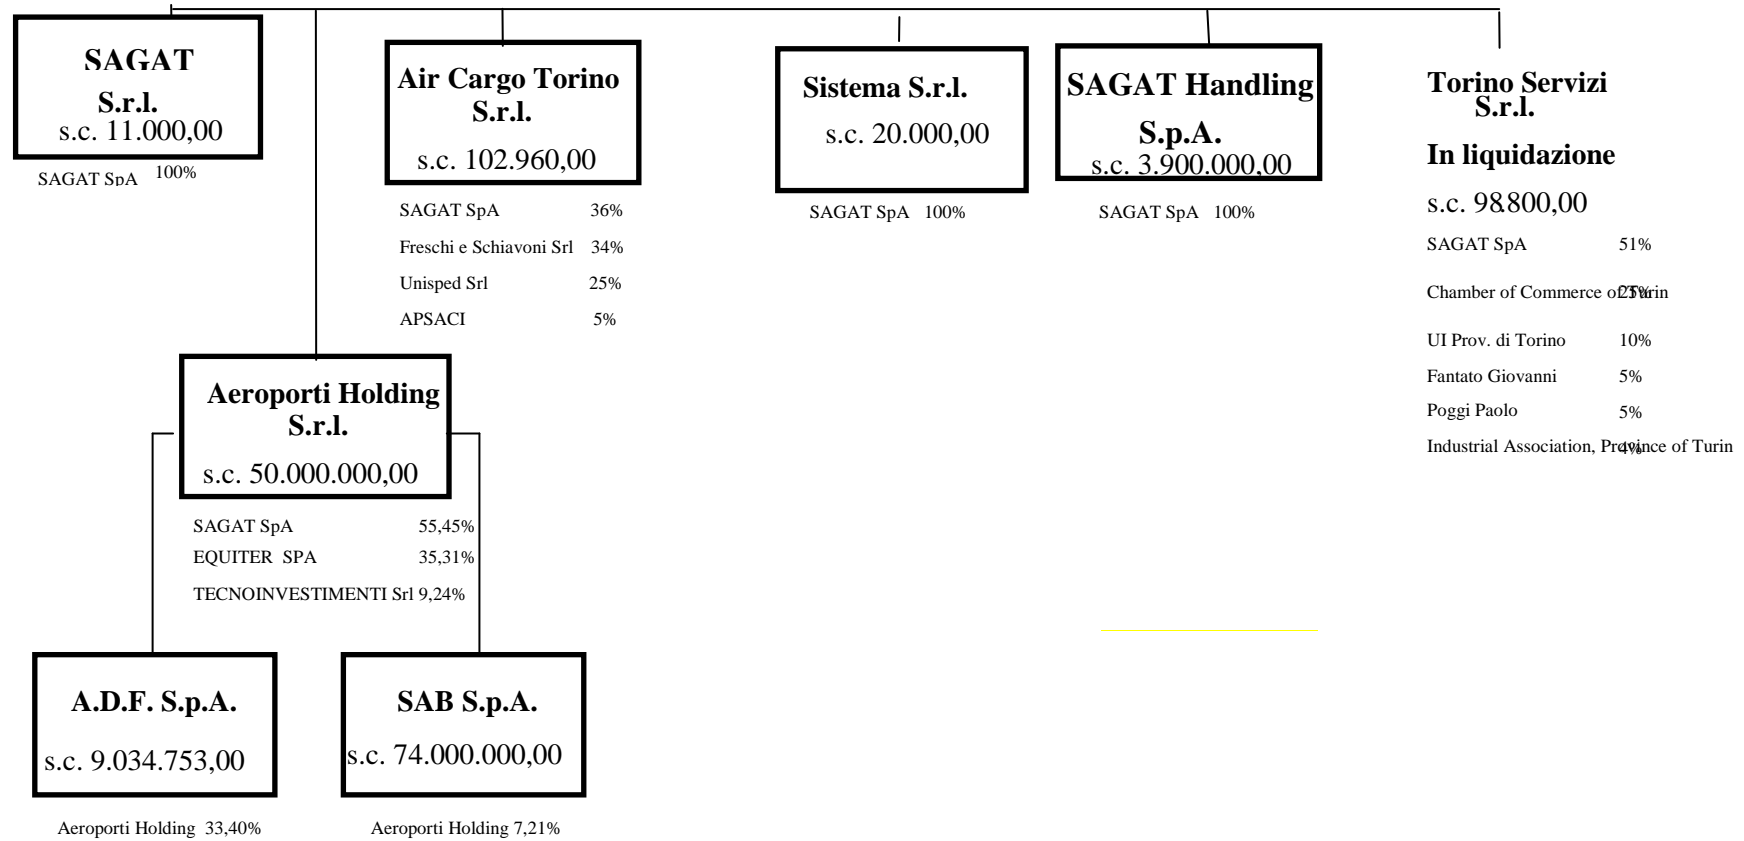 SAGAT
S.r.l.
s.c. 11.000,00
SAGAT SpA 100%
Air Cargo Torino
S.r.l.
s.c. 102.960,00
SAGAT SpA 36%
Freschi e Schiavoni Srl 34%
Unisped Srl 25%
APSACI 5%
Sistema S.r.l.
s.c. 20.000,00
SAGAT SpA 100%
SAGAT Handling
S.p.A.
s.c. 3.900.000,00
SAGAT SpA 100%
Torino Servizi
S.r.l.
In liquidazione
s.c. 98.800,00
SAGAT SpA 51%
Chamber of Commerce of Turin 25%
UI Prov. di Torino 10%
Fantato Giovanni 5%
Poggi Paolo 5%
Industrial Association, Province of Turin 4%
Aeroporti Holding
S.r.l.
s.c. 50.000.000,00
SAGAT SpA 55,45%
EQUITER SPA 35,31%
TECNOINVESTIMENTI Srl 9,24%
A.D.F. S.p.A.
s.c. 9.034.753,00
Aeroporti Holding 33,40%
SAB S.p.A.
s.c. 74.000.000,00
Aeroporti Holding 7,21%